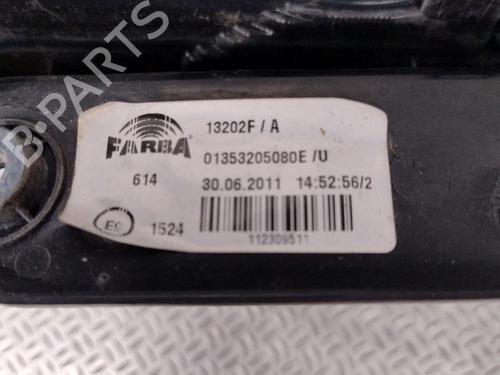 B-PARTS
FARBA
13202F / A
01353205080E /U
614
30.06.2011 14:52:56/2
1524
112309511